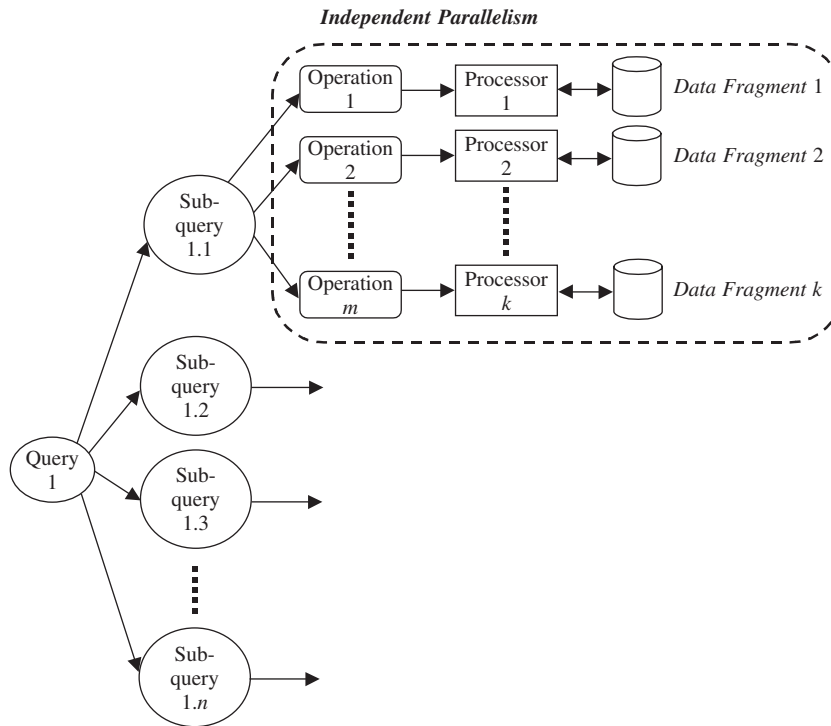 Independent Parallelism
Operation
1
Processor
1
Data Fragment 1
Operation
2
Processor
2
Data Fragment 2
Sub-
query
1.1
Operation
m
Processor
k
Data Fragment k
Sub-
query
1.2
Query
1
Sub-
query
1.3
Sub-
query
1.n